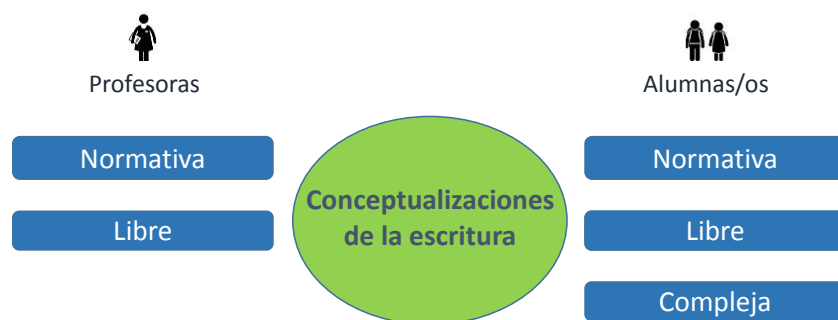 Profesoras
Normativa
Libre
Conceptualizaciones
de la escritura
Alumnas/os
Normativa
Libre
Compleja